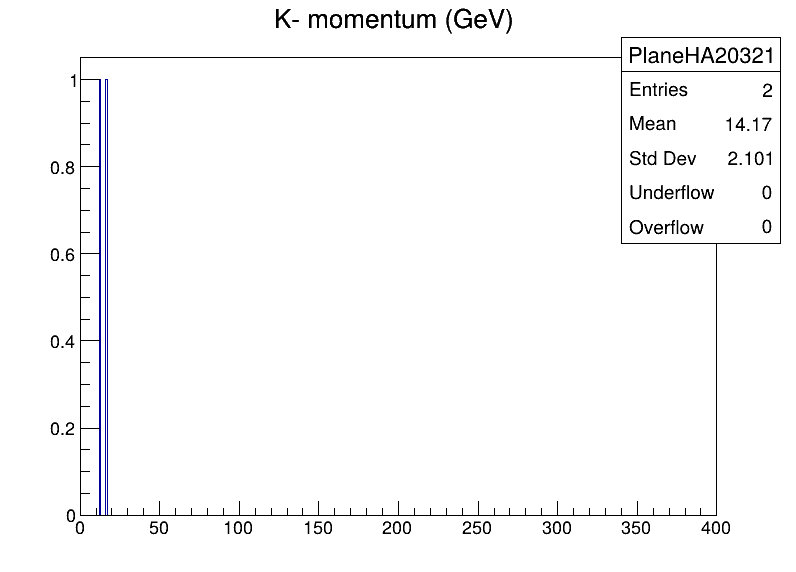 K- momentum (GeV)
PlaneHA20321
Entries 2
Mean 14.17
Std Dev 2.101
Underflow 0
Overflow 0
1
0.8
0.6
0.4
0.2
0
0 50 100 150 200 250 300 350 400